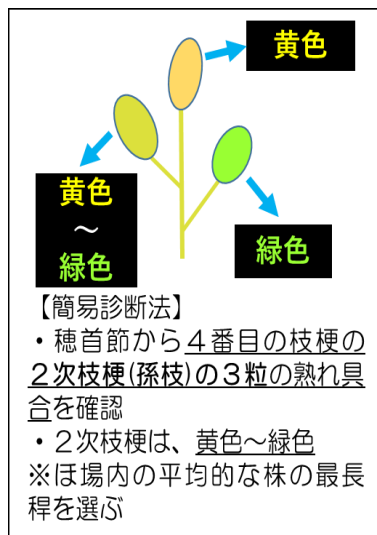 黄色
黄色
～
緑色
緑色
【簡易診断法】
・穂首節から４番目の枝梗の
２次枝梗(孫枝)の３粒の熟れ具
合を確認
・２次枝梗は、黄色～緑色
※ほ場内の平均的な株の最長
稈を選ぶ